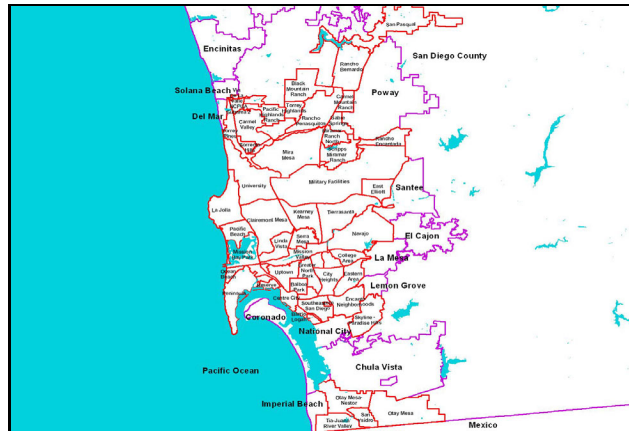 San Pasqual
Encinitas
San Diego County
Rancho
Bernardo
Solana Beach
Black
Mountain
Ranch
Poway
Carmel
Mountain
Ranch
Del Mar
Pacific
Highlands
Ranch
Torrey
Highlands
Rancho
Penasquitos
Sabre
Springs
Carmel
Valley
Miramar
Ranch
North
Scripps
Miramar
Ranch
Rancho
Encantada
Mira
Mesa
University
Military Facilities
East
Elliott
Santee
La Jolla
Clairemont Mesa
Kearney
Mesa
Tierrasanta
Pacific
Beach
Linda
Vista
Serra
Mesa
Navajo
El Cajon
Mission
Valley
College
Area
La Mesa
Ocean
Beach
Uptown
Greater
North
Park
City
Heights
Eastern
Area
Lemon Grove
Peninsula
Balboa
Park
Centre City
Southeastern
San Diego
Encanto
Neighborhoods
Coronado
Skyline -
Paradise Hills
National City
Pacific Ocean
Chula Vista
Imperial Beach
Otay Mesa-
Nestor
Otay Mesa
San
Ysidro
Tia Juana
River Valley
Mexico